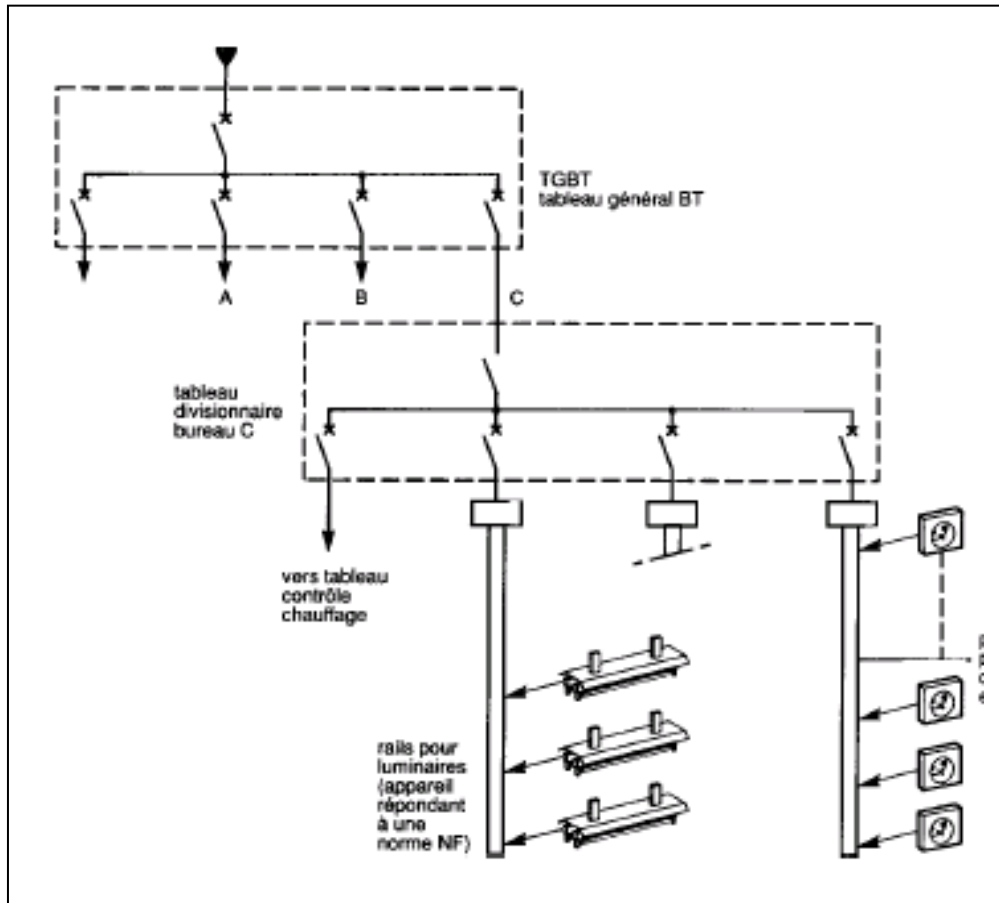 TGBT
tableau général BT
A
B
C
tableau
divisionnaire
bureau C
vers tableau
contrôle
chauffage
rails pour
luminaires
(appareil
répondant
à une
norme NF)